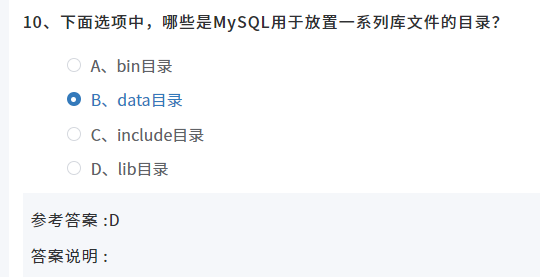 10、下面选项中，哪些是MySQL用于放置一系列库文件的目录？
A、bin目录
B、data目录
C、include目录
D、lib目录
参考答案 :D
答案说明 :